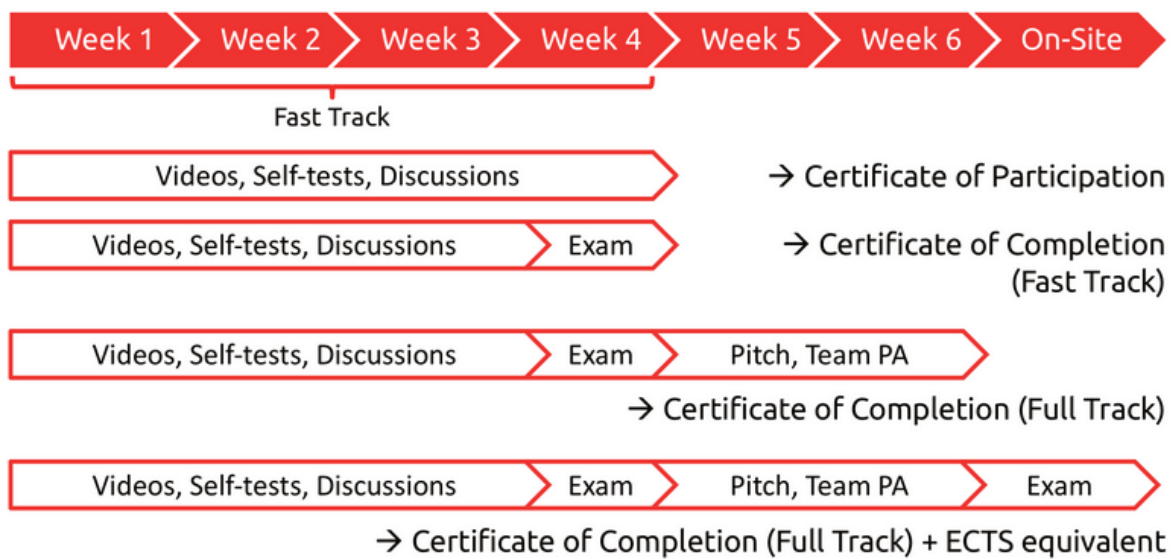 Week 1 Week 2 Week 3 Week 4 Week 5 Week 6 On-Site
Fast Track
Videos, Self-tests, Discussions → Certificate of Participation
Videos, Self-tests, Discussions Exam → Certificate of Completion
(Fast Track)
Videos, Self-tests, Discussions Exam Pitch, Team PA
→ Certificate of Completion (Full Track)
Videos, Self-tests, Discussions Exam Pitch, Team PA Exam
→ Certificate of Completion (Full Track) + ECTS equivalent